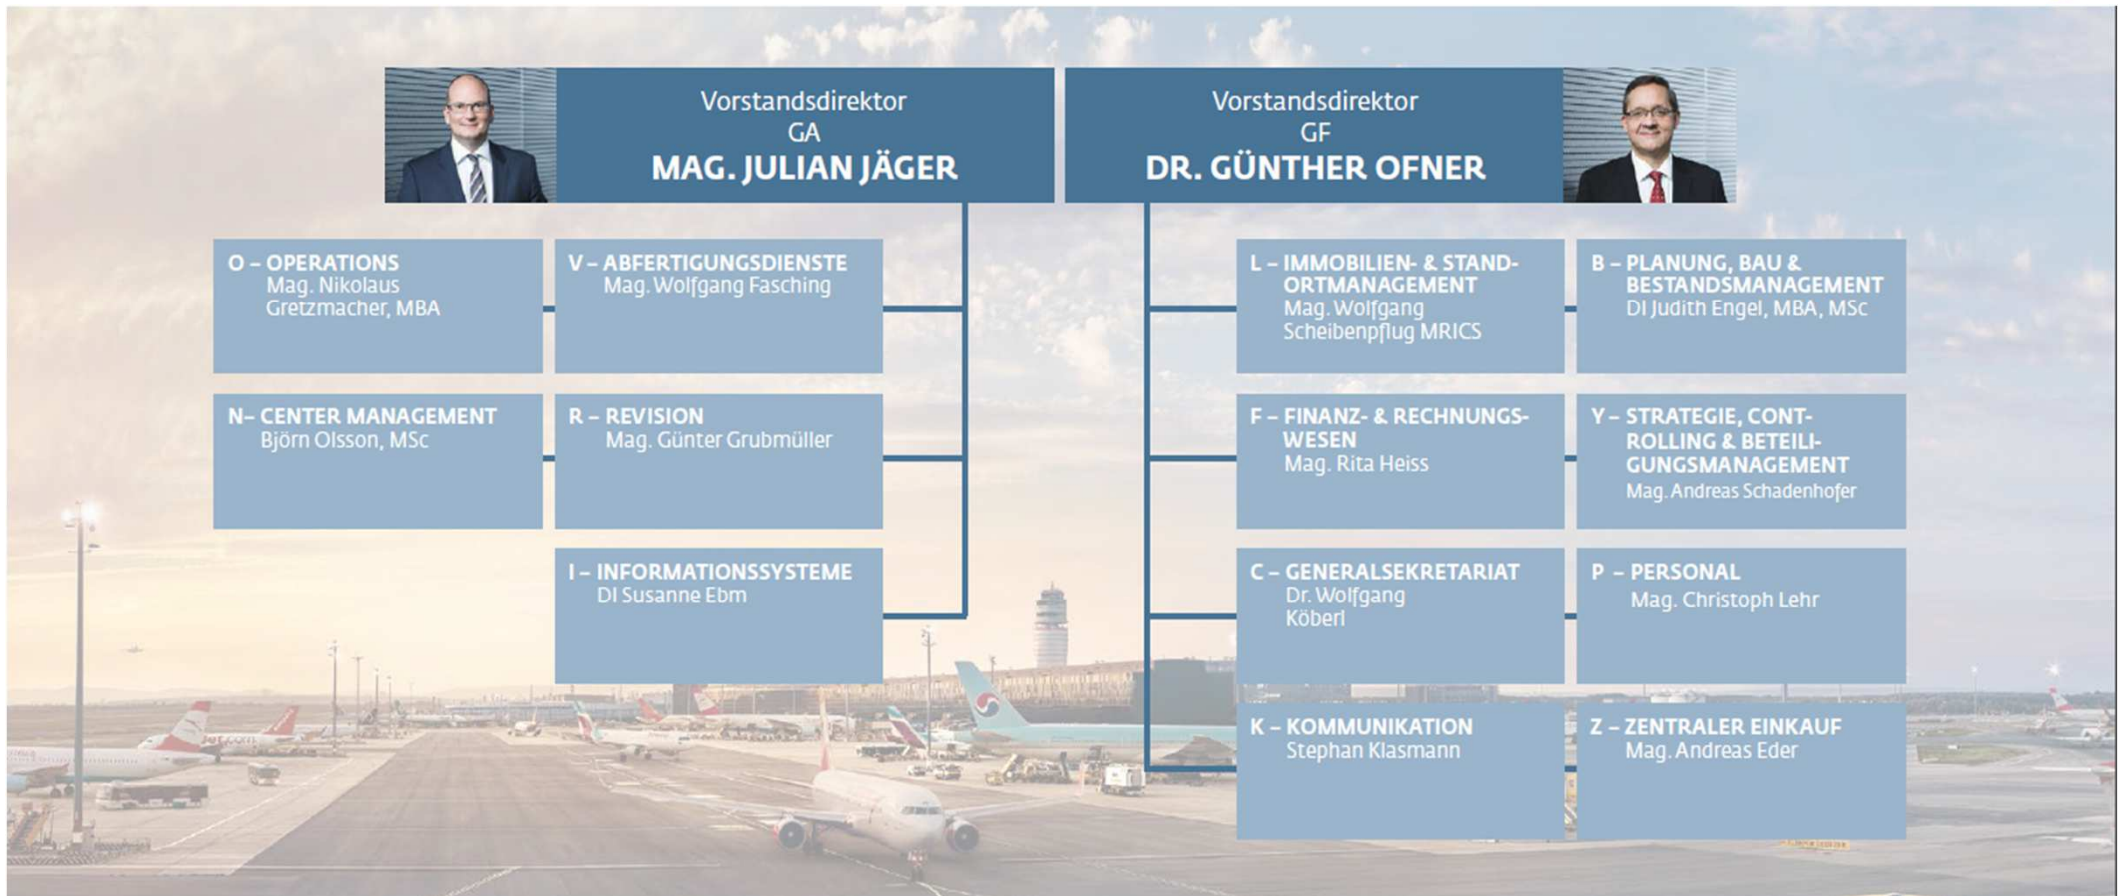 Vorstandsdirektor
GA
MAG. JULIAN JÄGER
Vorstandsdirektor
GF
DR. GÜNTHER OFNER
O – OPERATIONS
Mag. Nikolaus
Gretzmacher, MBA
V – ABFERTIGUNGSDIENSTE
Mag. Wolfgang Fasching
N– CENTER MANAGEMENT
Björn Olsson, MSc
R – REVISION
Mag. Günter Grubmüller
I – INFORMATIONSSYSTEME
DI Susanne Ebm
L – IMMOBILIEN- & STAND-
ORTMANAGEMENT
Mag. Wolfgang
Scheibenpflug MRICS
B – PLANUNG, BAU &
BESTANDSMANAGEMENT
DI Judith Engel, MBA, MSc
F – FINANZ- & RECHNUNGS-
WESEN
Mag. Rita Heiss
Y – STRATEGIE, CONT-
ROLLING & BETEILI-
GUNGSMANAGEMENT
Mag. Andreas Schadenhofer
C – GENERALSEKRETARIAT
Dr. Wolfgang
Köberl
P – PERSONAL
Mag. Christoph Lehr
K – KOMMUNIKATION
Stephan Klasmann
Z – ZENTRALER EINKAUF
Mag. Andreas Eder